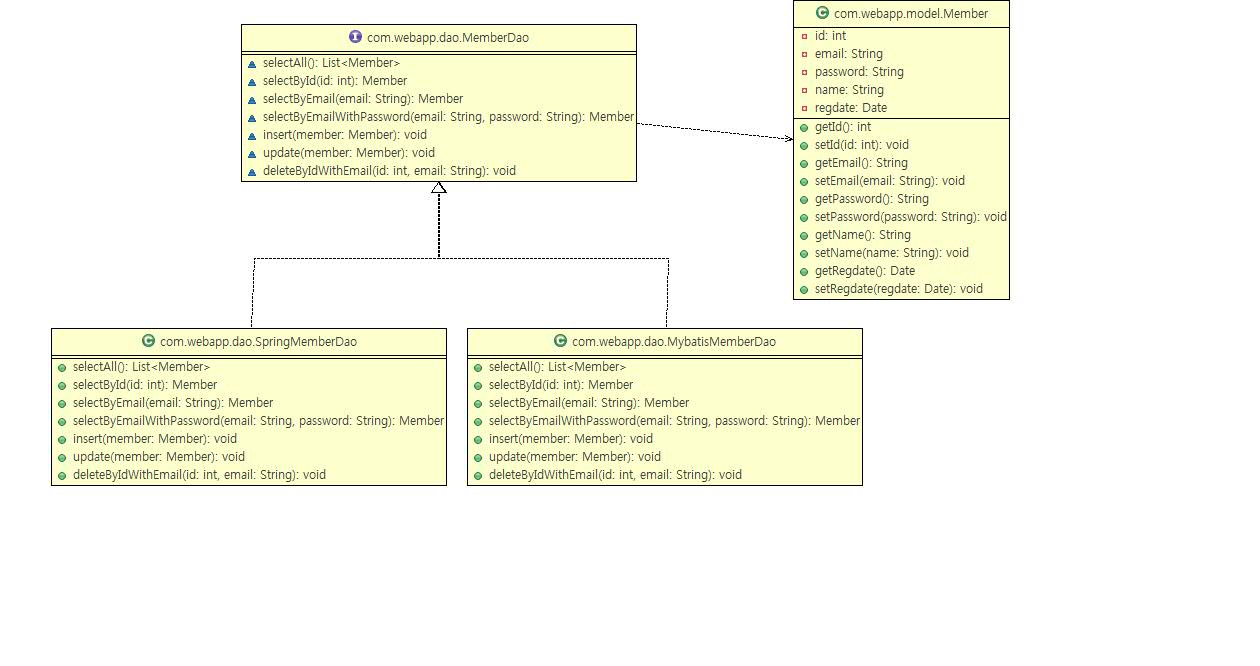 com.webapp.dao.MemberDao
selectAll(): List<Member>
selectById(id: int): Member
selectByEmail(email: String): Member
selectByEmailWithPassword(email: String, password: String): Member
insert(member: Member): void
update(member: Member): void
deleteByIdWithEmail(id: int, email: String): void
com.webapp.model.Member
id: int
email: String
password: String
name: String
regdate: Date
getId(): int
setId(id: int): void
getEmail(): String
setEmail(email: String): void
getPassword(): String
setPassword(password: String): void
getName(): String
setName(name: String): void
getRegdate(): Date
setRegdate(regdate: Date): void
com.webapp.dao.SpringMemberDao
selectAll(): List<Member>
selectById(id: int): Member
selectByEmail(email: String): Member
selectByEmailWithPassword(email: String, password: String): Member
insert(member: Member): void
update(member: Member): void
deleteByIdWithEmail(id: int, email: String): void
com.webapp.dao.MybatisMemberDao
selectAll(): List<Member>
selectById(id: int): Member
selectByEmail(email: String): Member
selectByEmailWithPassword(email: String, password: String): Member
insert(member: Member): void
update(member: Member): void
deleteByIdWithEmail(id: int, email: String): void